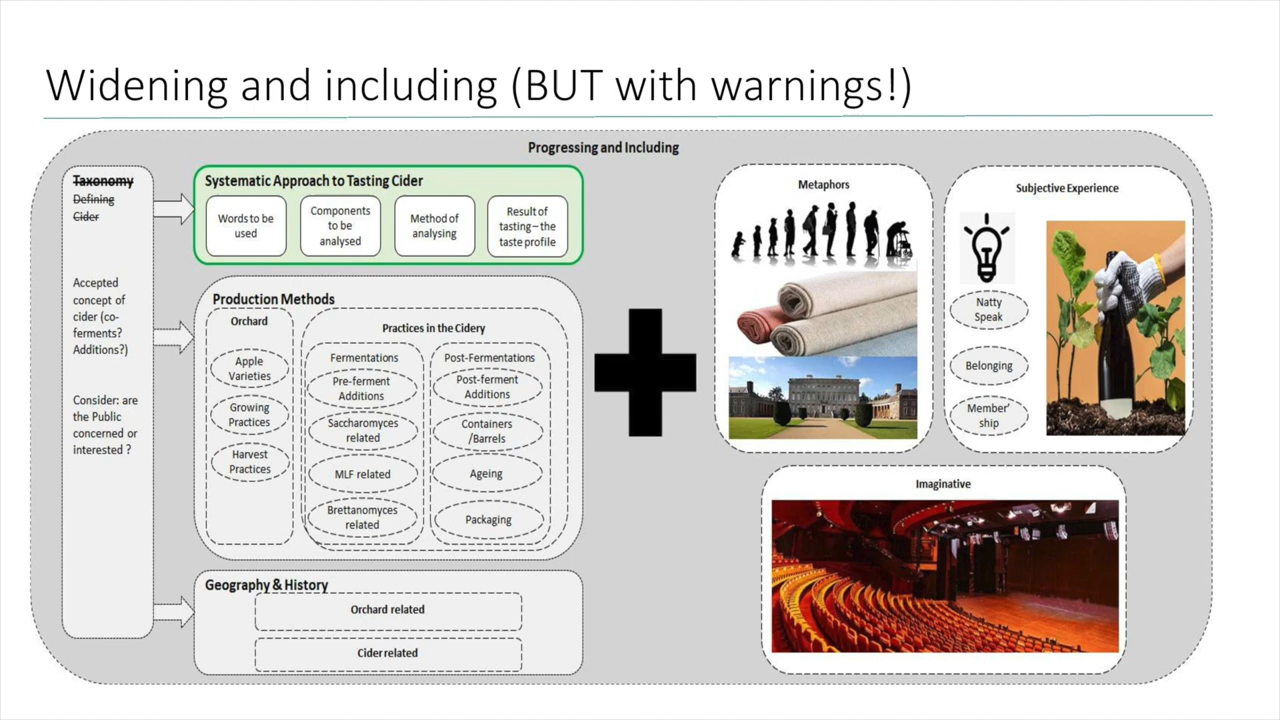 Widening and including (BUT with warnings!)
Progressing and Including
Taxonomy
Defining
Cider
Accepted
concept of
cider (co-
ferments?
Additions?)
Consider: are
the Public
concerned or
interested ?
Systematic Approach to Tasting Cider
Words to be
used
Components
to be
analysed
Method of
analysing
Result of
tasting – the
taste profile
Production Methods
Orchard
Apple
Varieties
Growing
Practices
Harvest
Practices
Practices in the Cidery
Fermentations
Pre-ferment
Additions
Saccharomyces
related
MLF related
Brettanomyces
related
Post-Fermentations
Post-ferment
Additions
Containers
/Barrels
Ageing
Packaging
Geography & History
Orchard related
Cider related
Metaphors
Subjective Experience
Natty
Speak
Belonging
Member'
ship
Imaginative